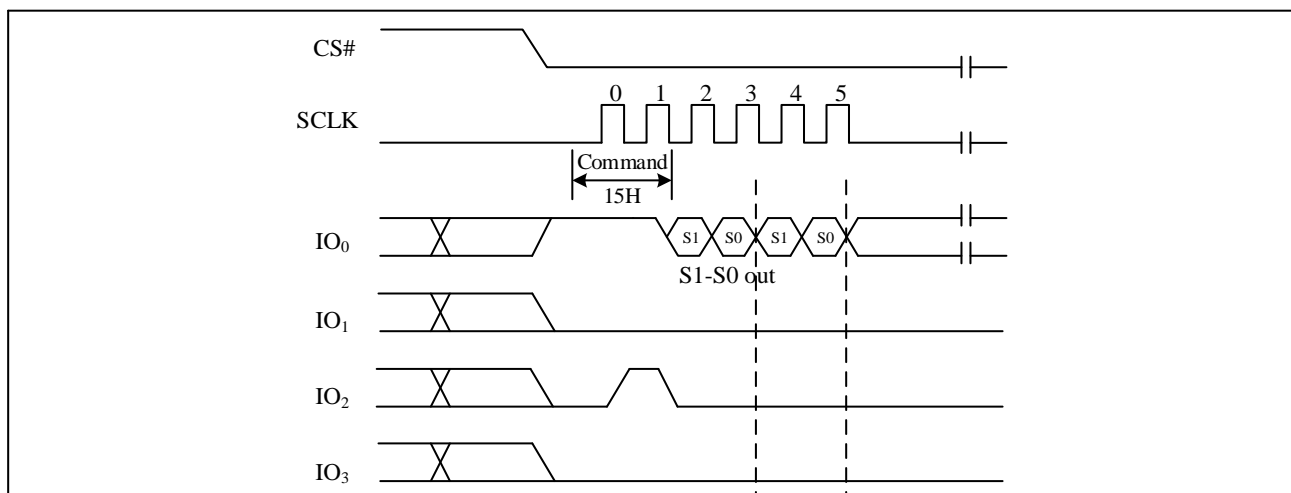 CS#
0 1 2 3 4 5
SCLK
Command
15H
IO₀
S1 S0 S1 S0
S1-S0 out
IO₁
IO₂
IO₃